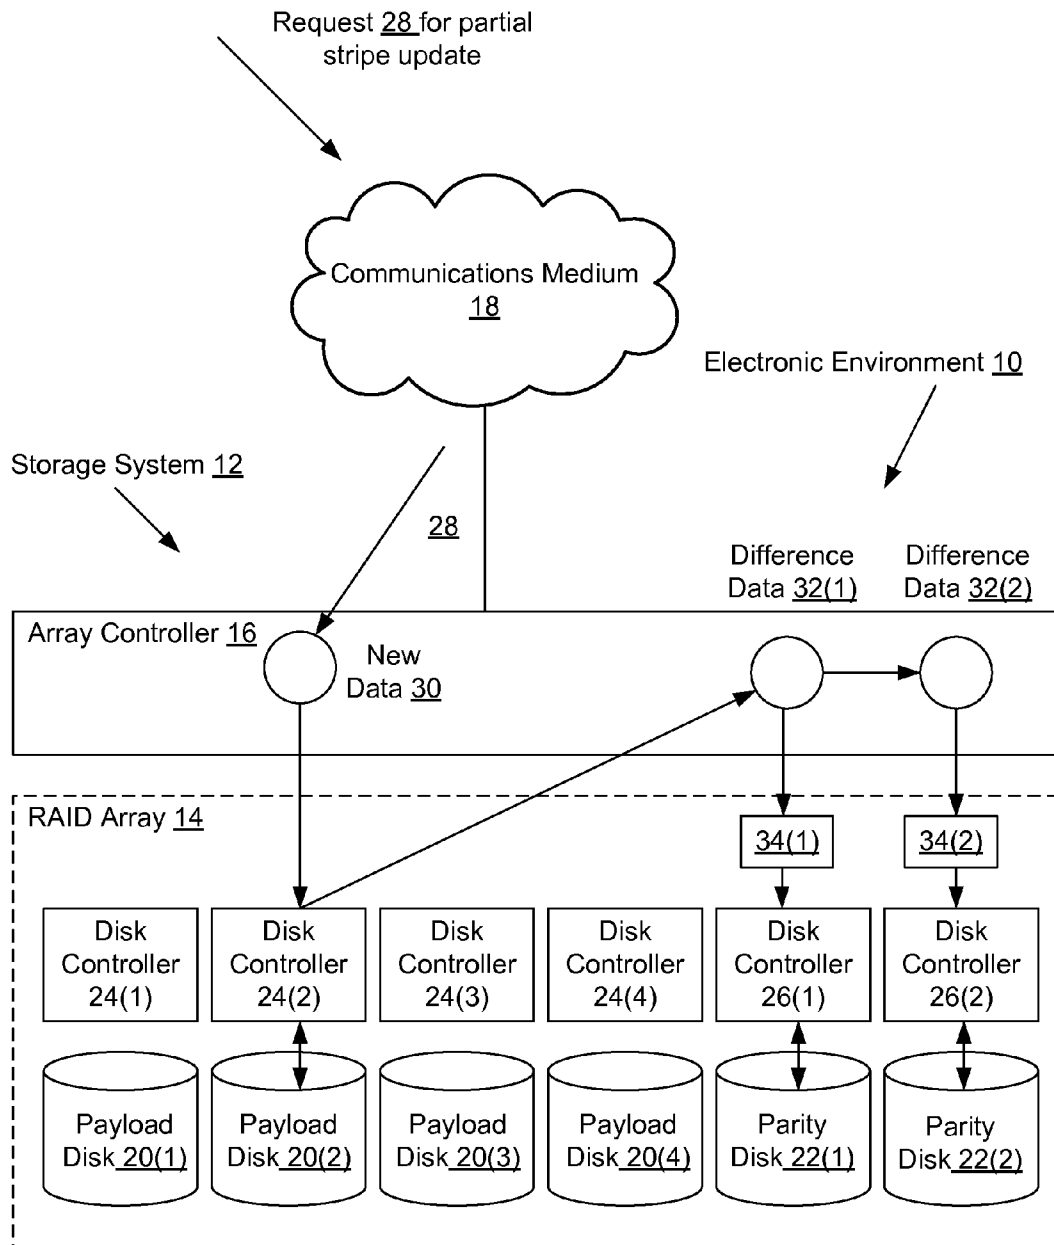 Request 28 for partial
stripe update
Communications Medium
18
Electronic Environment 10
Storage System 12
28
Difference
Data 32(1)
Difference
Data 32(2)
Array Controller 16
New
Data 30
RAID Array 14
34(1)
34(2)
Disk
Controller
24(1)
Disk
Controller
24(2)
Disk
Controller
24(3)
Disk
Controller
24(4)
Disk
Controller
26(1)
Disk
Controller
26(2)
Payload
Disk 20(1)
Payload
Disk 20(2)
Payload
Disk 20(3)
Payload
Disk 20(4)
Parity
Disk 22(1)
Parity
Disk 22(2)